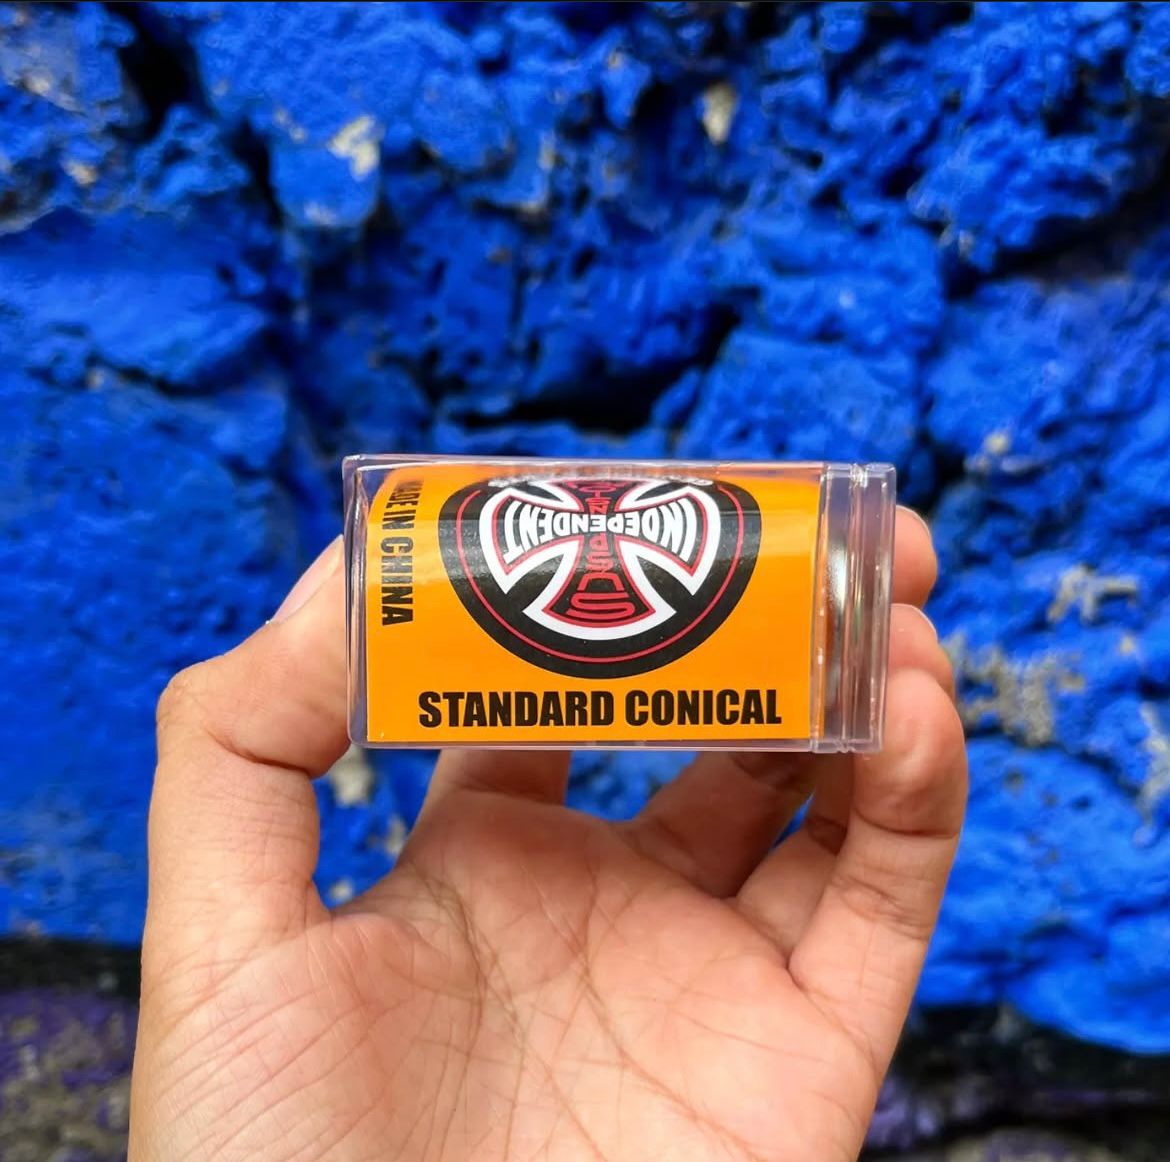 INDEPENDENT
STANDARD CONICAL
MADE IN CHINA